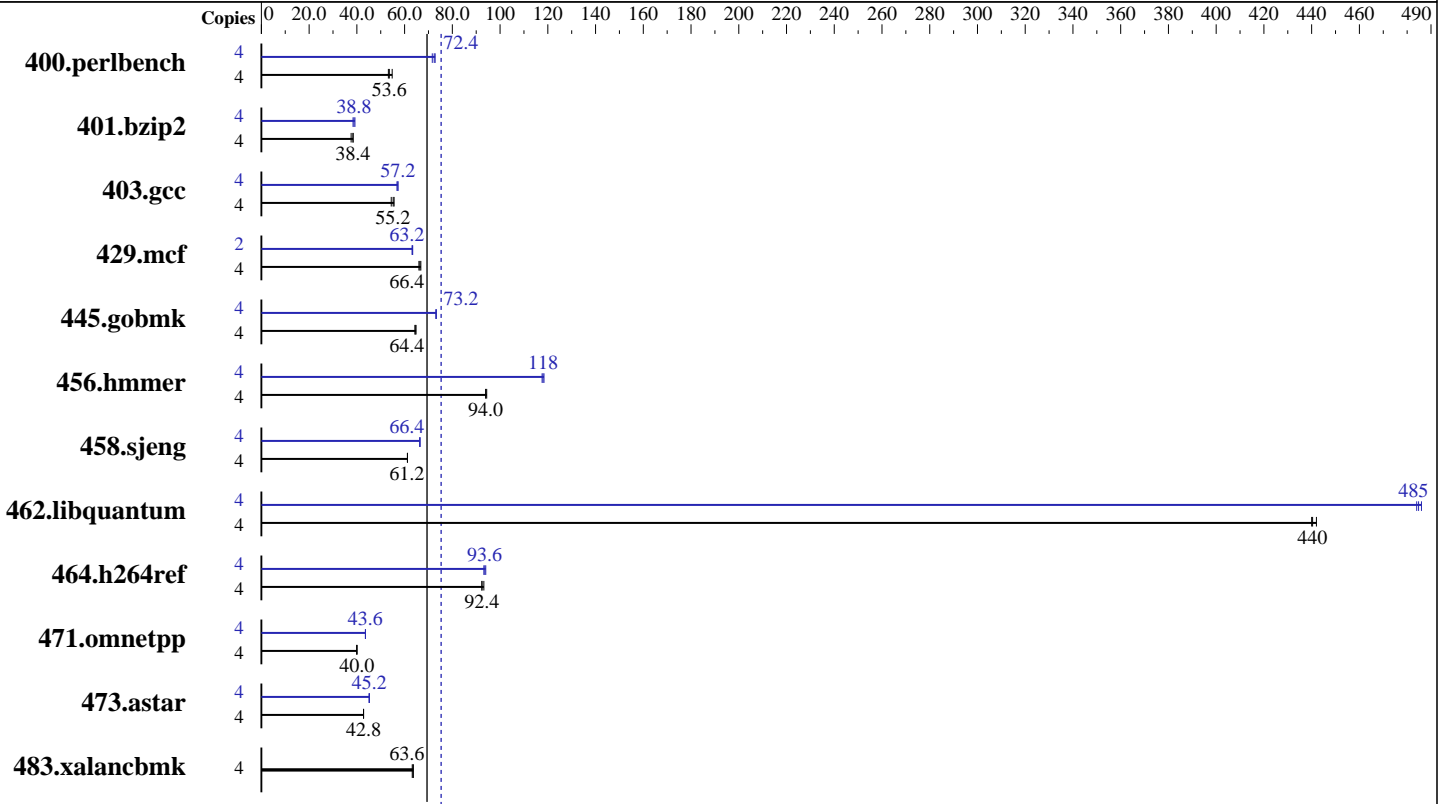 Copies 0 20.0 40.0 60.0 80.0 100 120 140 160 180 200 220 240 260 280 300 320 340 360 380 400 420 440 460 490
400.perlbench 4 72.4
4 53.6
401.bzip2 4 38.8
4 38.4
403.gcc 4 57.2
4 55.2
429.mcf 2 63.2
4 66.4
445.gobmk 4 73.2
4 64.4
456.hmmer 4 118
4 94.0
458.sjeng 4 66.4
4 61.2
462.libquantum 4 485
4 440
464.h264ref 4 93.6
4 92.4
471.omnetpp 4 43.6
4 40.0
473.astar 4 45.2
4 42.8
483.xalancbmk 4 63.6